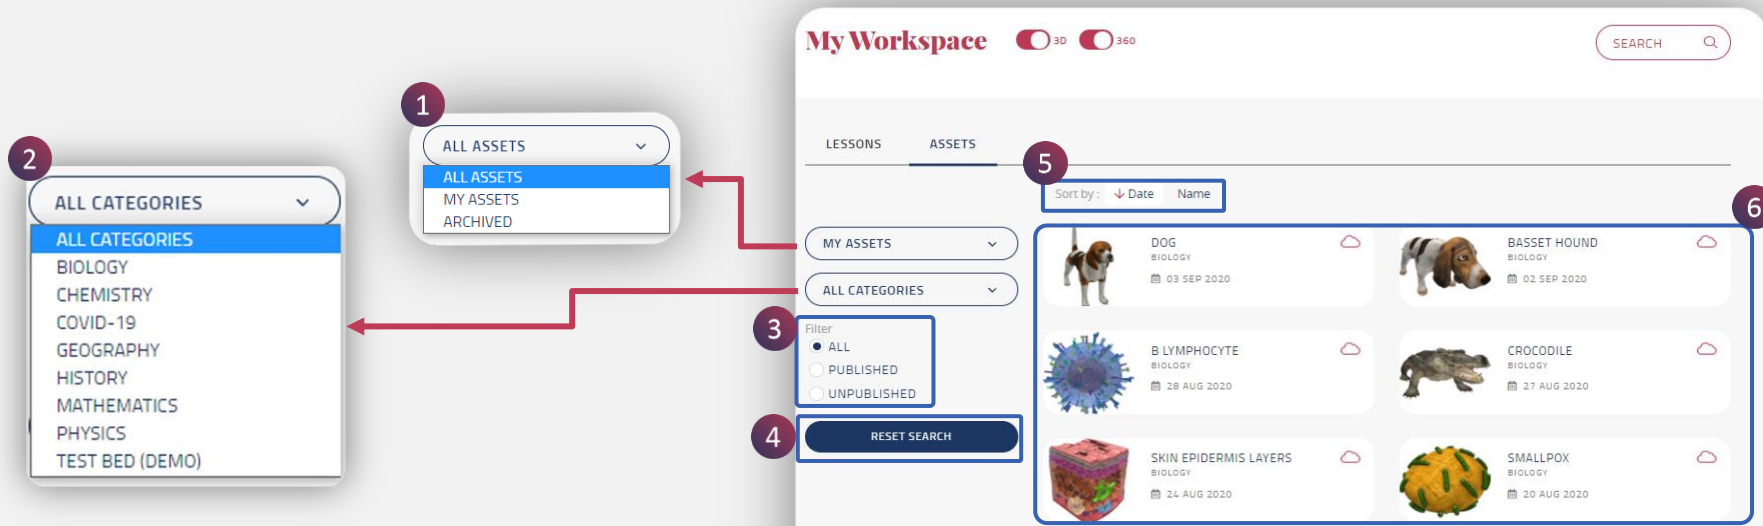 My Workspace
3D
360
SEARCH
1
ALL ASSETS
ALL ASSETS
MY ASSETS
ARCHIVED
2
ALL CATEGORIES
ALL CATEGORIES
BIOLOGY
CHEMISTRY
COVID-19
GEOGRAPHY
HISTORY
MATHEMATICS
PHYSICS
TEST BED (DEMO)
LESSONS
ASSETS
5
Sort by :
Date
Name
6
MY ASSETS
ALL CATEGORIES
3
Filter
ALL
PUBLISHED
UNPUBLISHED
4
RESET SEARCH
DOG
BIOLOGY
03 SEP 2020
BASSET HOUND
BIOLOGY
02 SEP 2020
B LYMPHOCYTE
BIOLOGY
28 AUG 2020
CROCODILE
BIOLOGY
27 AUG 2020
SKIN EPIDERMIS LAYERS
BIOLOGY
24 AUG 2020
SMALLPOX
BIOLOGY
20 AUG 2020